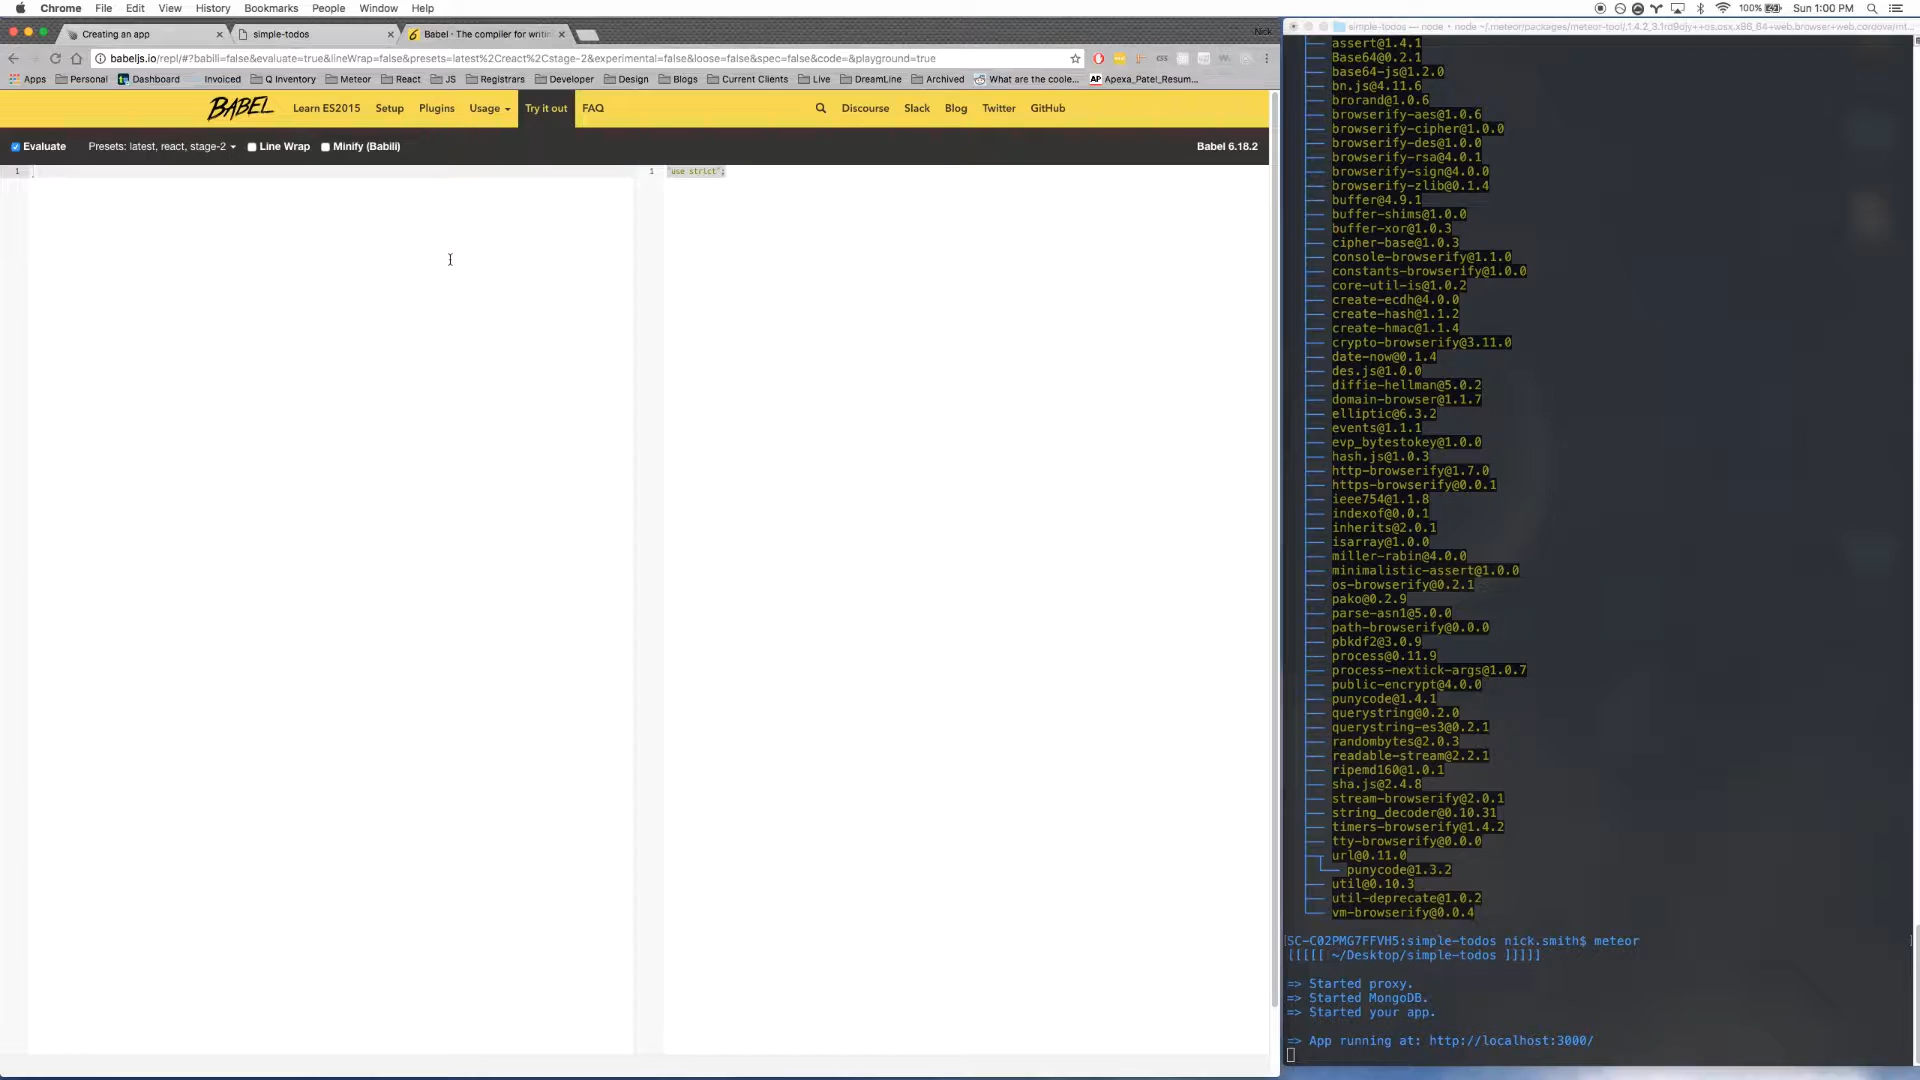 Chrome File Edit View History Bookmarks People Window Help
100% Sun 1:00 PM
Creating an app
simple-todos
Babel · The compiler for writin
Nick
babeljs.io/repl/#?babili=false&evaluate=true&lineWrap=false&presets=latest%2Creact%2Cstage-2&experimental=false&loose=false&spec=false&code=&playground=true
Apps Personal Dashboard Invoiced Q Inventory Meteor React JS Registrars Developer Design Blogs Current Clients Live DreamLine Archived What are the coole... AP Apexa_Patel_Resum...
BABEL Learn ES2015 Setup Plugins Usage Try it out FAQ Discourse Slack Blog Twitter GitHub
Evaluate Presets: latest, react, stage-2 Line Wrap Minify (Babili) Babel 6.18.2
1
1 "use strict";
assert@1.4.1
Base64@0.2.1
base64-js@1.2.0
bn.js@4.11.6
brorand@1.0.6
browserify-aes@1.0.6
browserify-cipher@1.0.0
browserify-des@1.0.0
browserify-rsa@4.0.1
browserify-sign@4.0.0
browserify-zlib@0.1.4
buffer@4.9.1
buffer-shims@1.0.0
buffer-xor@1.0.3
cipher-base@1.0.3
console-browserify@1.1.0
constants-browserify@1.0.0
core-util-is@1.0.2
create-ecdh@4.0.0
create-hash@1.1.2
create-hmac@1.1.4
crypto-browserify@3.11.0
date-now@0.1.4
des.js@1.0.0
diffie-hellman@5.0.2
domain-browser@1.1.7
elliptic@6.3.2
events@1.1.1
evp_bytestokey@1.0.0
hash.js@1.0.3
http-browserify@1.7.0
https-browserify@0.0.1
ieee754@1.1.8
indexof@0.0.1
inherits@2.0.1
isarray@1.0.0
miller-rabin@4.0.0
minimalistic-assert@1.0.0
os-browserify@0.2.1
pako@0.2.9
parse-asn1@5.0.0
path-browserify@0.0.0
pbkdf2@3.0.9
process@0.11.9
process-nextick-args@1.0.7
public-encrypt@4.0.0
punycode@1.4.1
querystring@0.2.0
querystring-es3@0.2.1
randombytes@2.0.3
readable-stream@2.2.1
ripemd160@1.0.1
sha.js@2.4.8
stream-browserify@2.0.1
string_decoder@0.10.31
timers-browserify@1.4.2
tty-browserify@0.0.0
url@0.11.0
punycode@1.3.2
util@0.10.3
util-deprecate@1.0.2
vm-browserify@0.0.4
SC-C02PMG7FFVH5:simple-todos nick.smith$ meteor
[[[[[ ~/Desktop/simple-todos ]]]]]
=> Started proxy.
=> Started MongoDB.
=> Started your app.
=> App running at: http://localhost:3000/